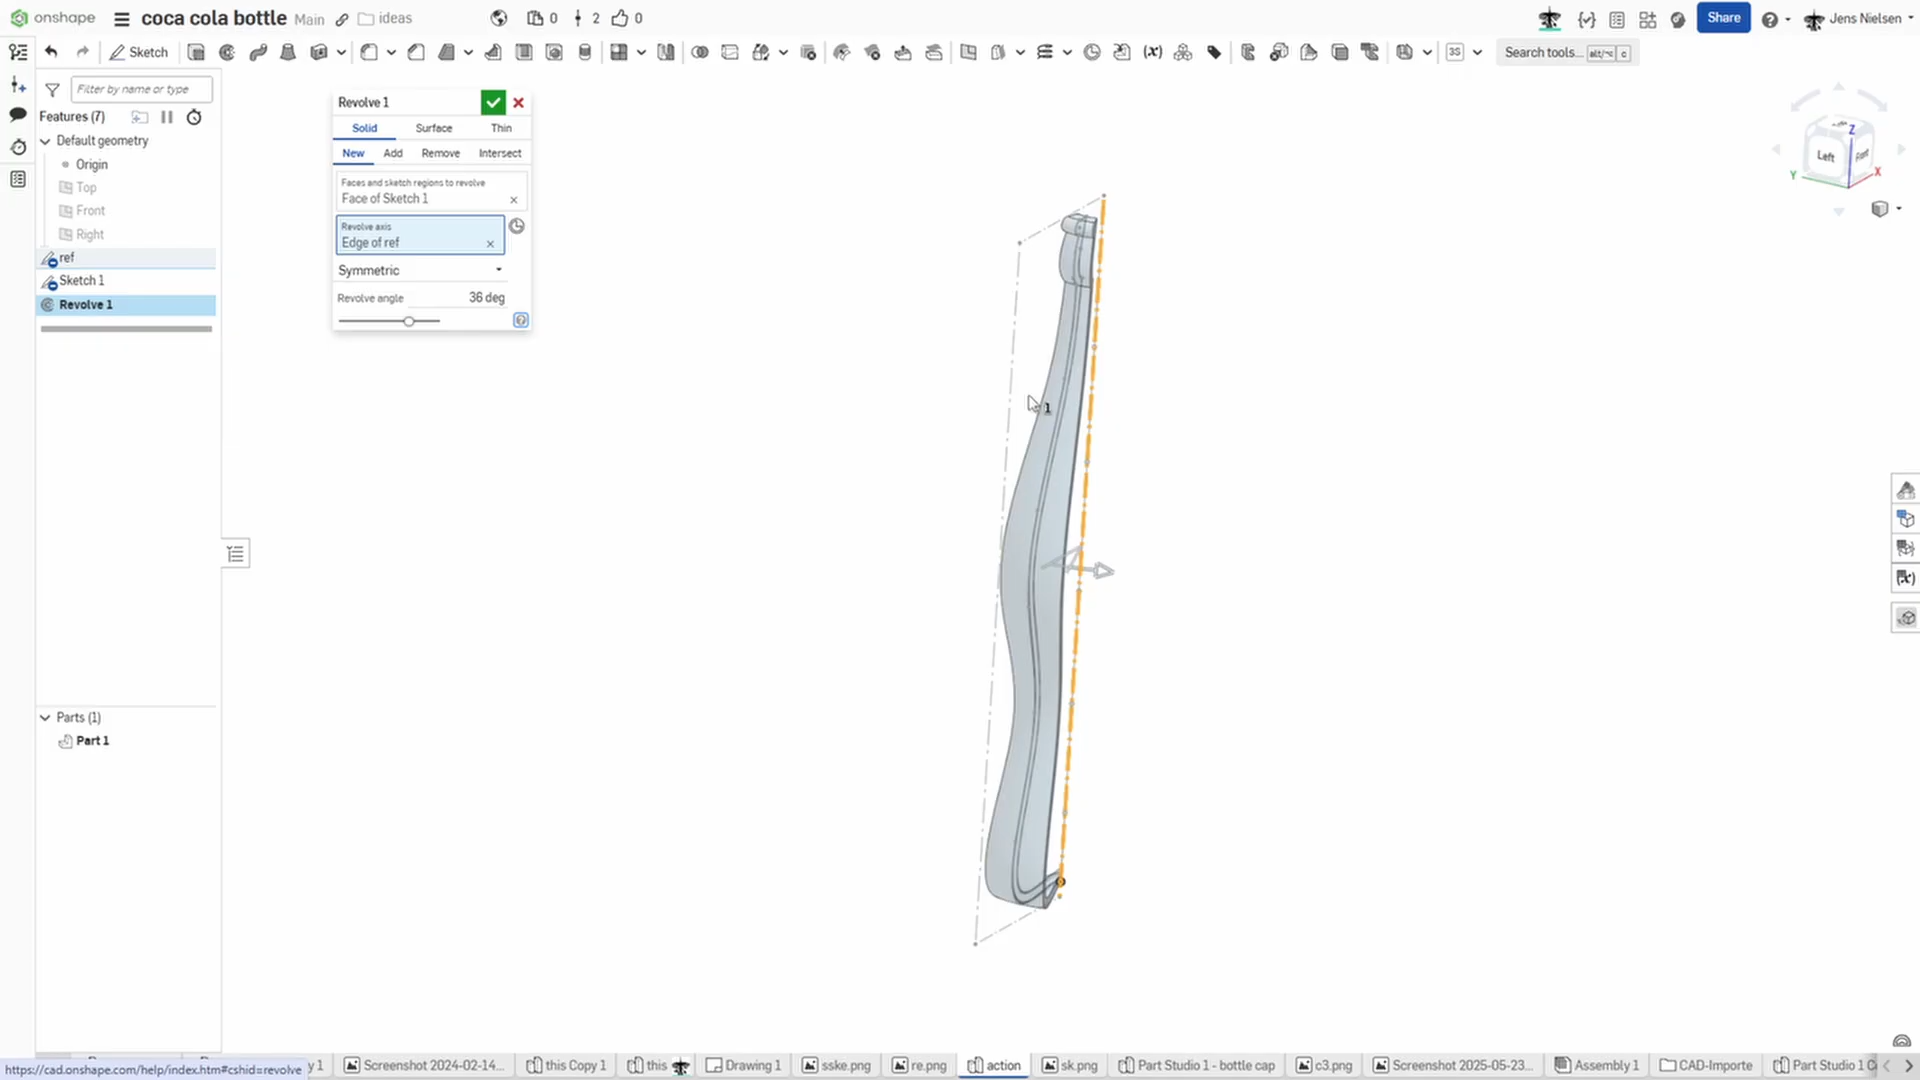 onshape
coca cola bottle
Main
ideas
0
2
0
Share
Jens Nielsen
Sketch
(x)
3S
Search tools...
alt/⌥
c
Filter by name or type
Features (7)
Default geometry
Origin
Top
Front
Right
ref
Sketch 1
Revolve 1
Parts (1)
Part 1
Revolve 1
Solid
Surface
Thin
New
Add
Remove
Intersect
Faces and sketch regions to revolve
Face of Sketch 1
Revolve axis
Edge of ref
Symmetric
Revolve angle
36 deg
1
Z
Left
Front
Y
X
(x)
https://cad.onshape.com/help/index.htm#cshid=revolve
y 1
Screenshot 2024-02-14...
this Copy 1
this
Drawing 1
sske.png
re.png
action
sk.png
Part Studio 1 - bottle cap
c3.png
Screenshot 2025-05-23...
Assembly 1
CAD-Importe
Part Studio 1 C